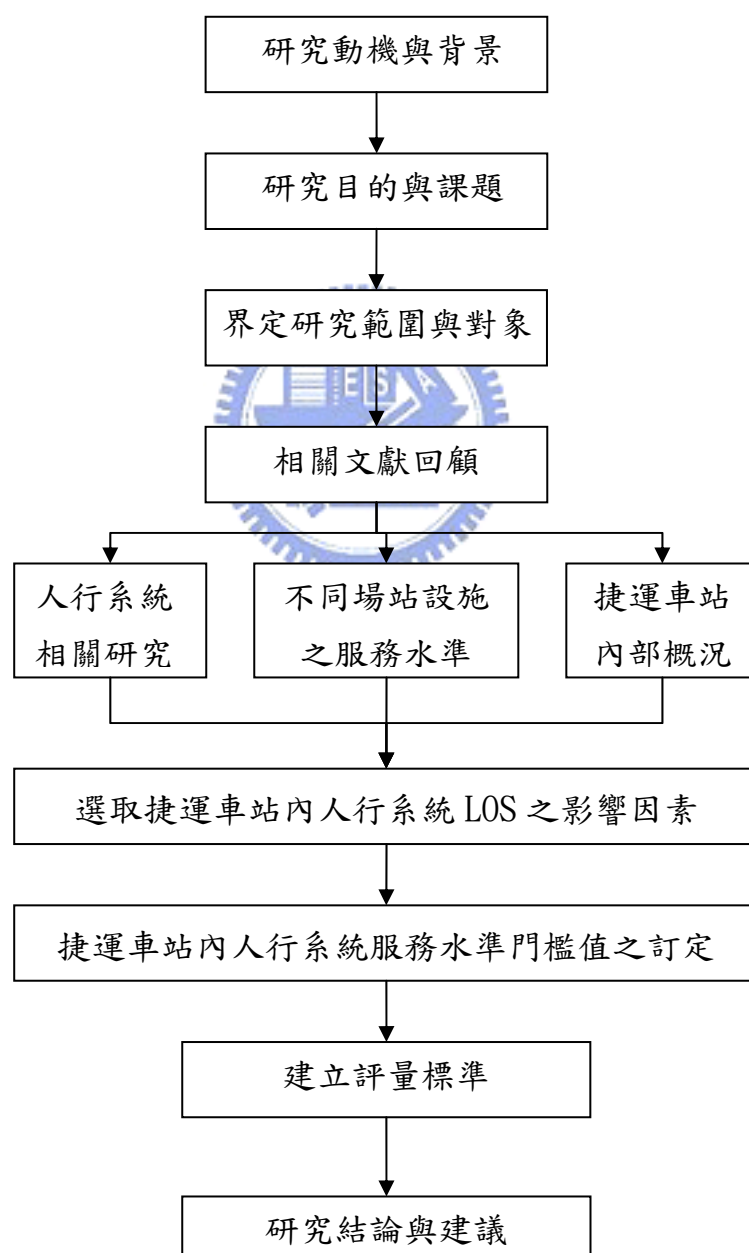 研究動機與背景
研究目的與課題
界定研究範圍與對象
E S A
相關文獻回顧
人行系統
相關研究
不同場站設施
之服務水準
捷運車站
內部概況
選取捷運車站內人行系統 LOS 之影響因素
捷運車站內人行系統服務水準門檻值之訂定
建立評量標準
研究結論與建議